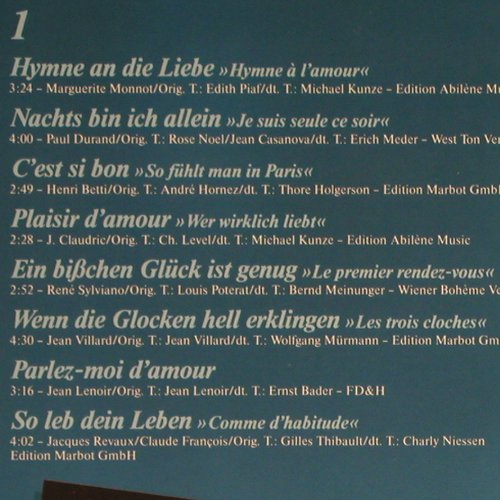 1
Hymne an die Liebe »Hymne à l'amour«
3:24 – Marguerite Monnot/Orig. T.: Edith Piaf/dt. T.: Michael Kunze – Edition Abilène Mu
Nachts bin ich allein »Je suis seule ce soir«
4:00 – Paul Durand/Orig. T.: Rose Noel/Jean Casanova/dt. T.: Erich Meder – West Ton Ver
C'est si bon »So fühlt man in Paris«
2:49 – Henri Betti/Orig. T.: André Hornez/dt. T.: Thore Holgerson – Edition Marbot GmbH
Plaisir d'amour »Wer wirklich liebt«
2:28 – J. Claudric/Orig. T.: Ch. Level/dt. T.: Michael Kunze – Edition Abilène Music
Ein bißchen Glück ist genug »Le premier rendez-vous«
2:52 – René Sylviano/Orig. T.: Louis Poterat/dt. T.: Bernd Meinunger – Wiener Bohème Ve
Wenn die Glocken hell erklingen »Les trois cloches«
4:30 – Jean Villard/Orig. T.: Jean Villard/dt. T.: Wolfgang Mürmann – Edition Marbot Gm
Parlez-moi d'amour
3:16 – Jean Lenoir/Orig. T.: Jean Lenoir/dt. T.: Ernst Bader – FD&H
So leb dein Leben »Comme d'habitude«
4:02 – Jacques Revaux/Claude François/Orig. T.: Gilles Thibault/dt. T.: Charly Niessen
Edition Marbot GmbH